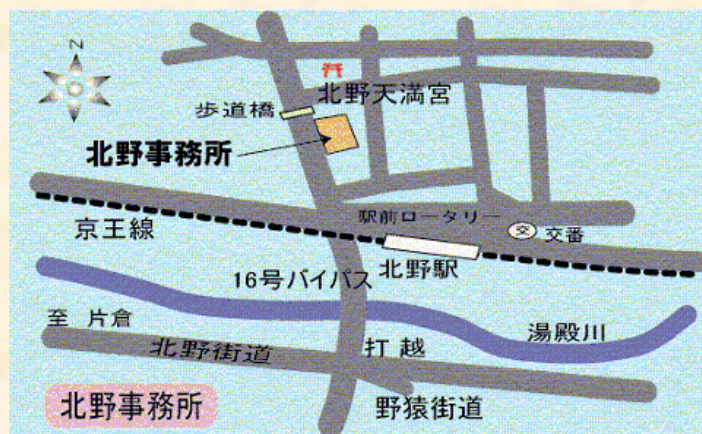 N
北野天満宮
歩道橋
北野事務所
駅前ロータリー
交 交番
京王線
北野駅
16号バイパス
至 片倉
湯殿川
北野街道
打越
野猿街道
北野事務所